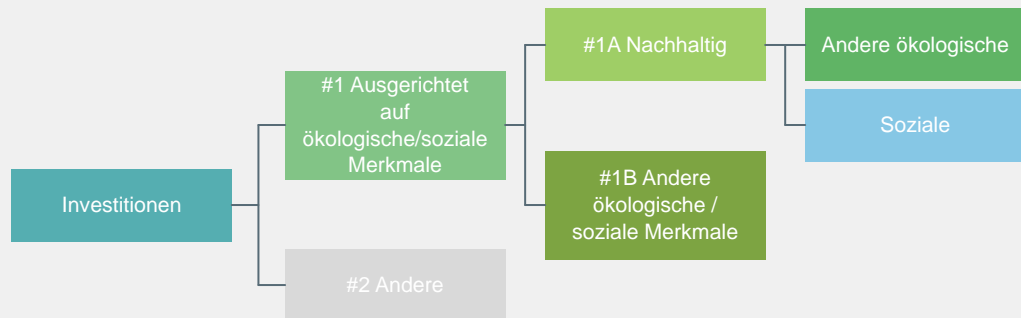 Investitionen
#1 Ausgerichtet
auf
ökologische/soziale
Merkmale
#2 Andere
#1A Nachhaltig
#1B Andere
ökologische /
soziale Merkmale
Andere ökologische
Soziale